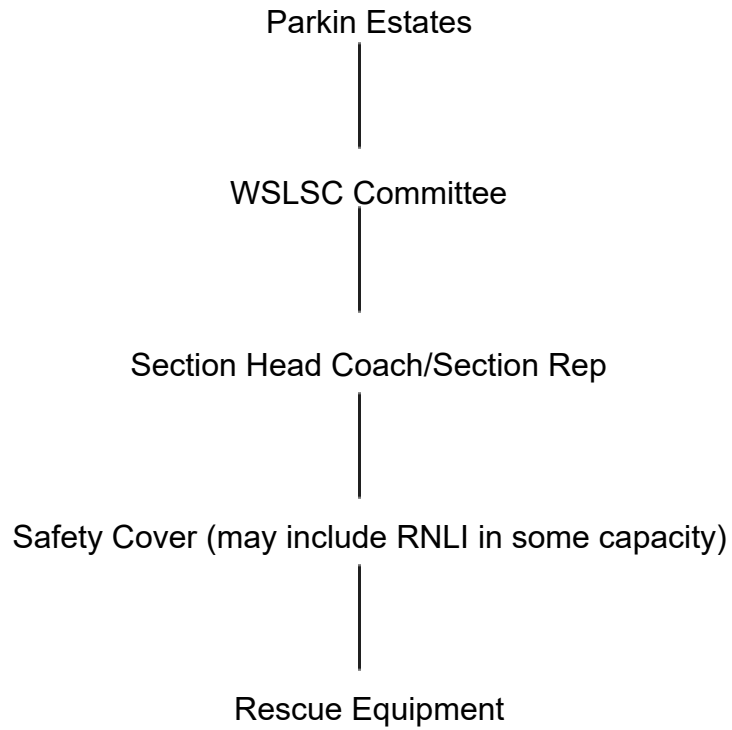 Parkin Estates
WSLSC Committee
Section Head Coach/Section Rep
Safety Cover (may include RNLI in some capacity)
Rescue Equipment